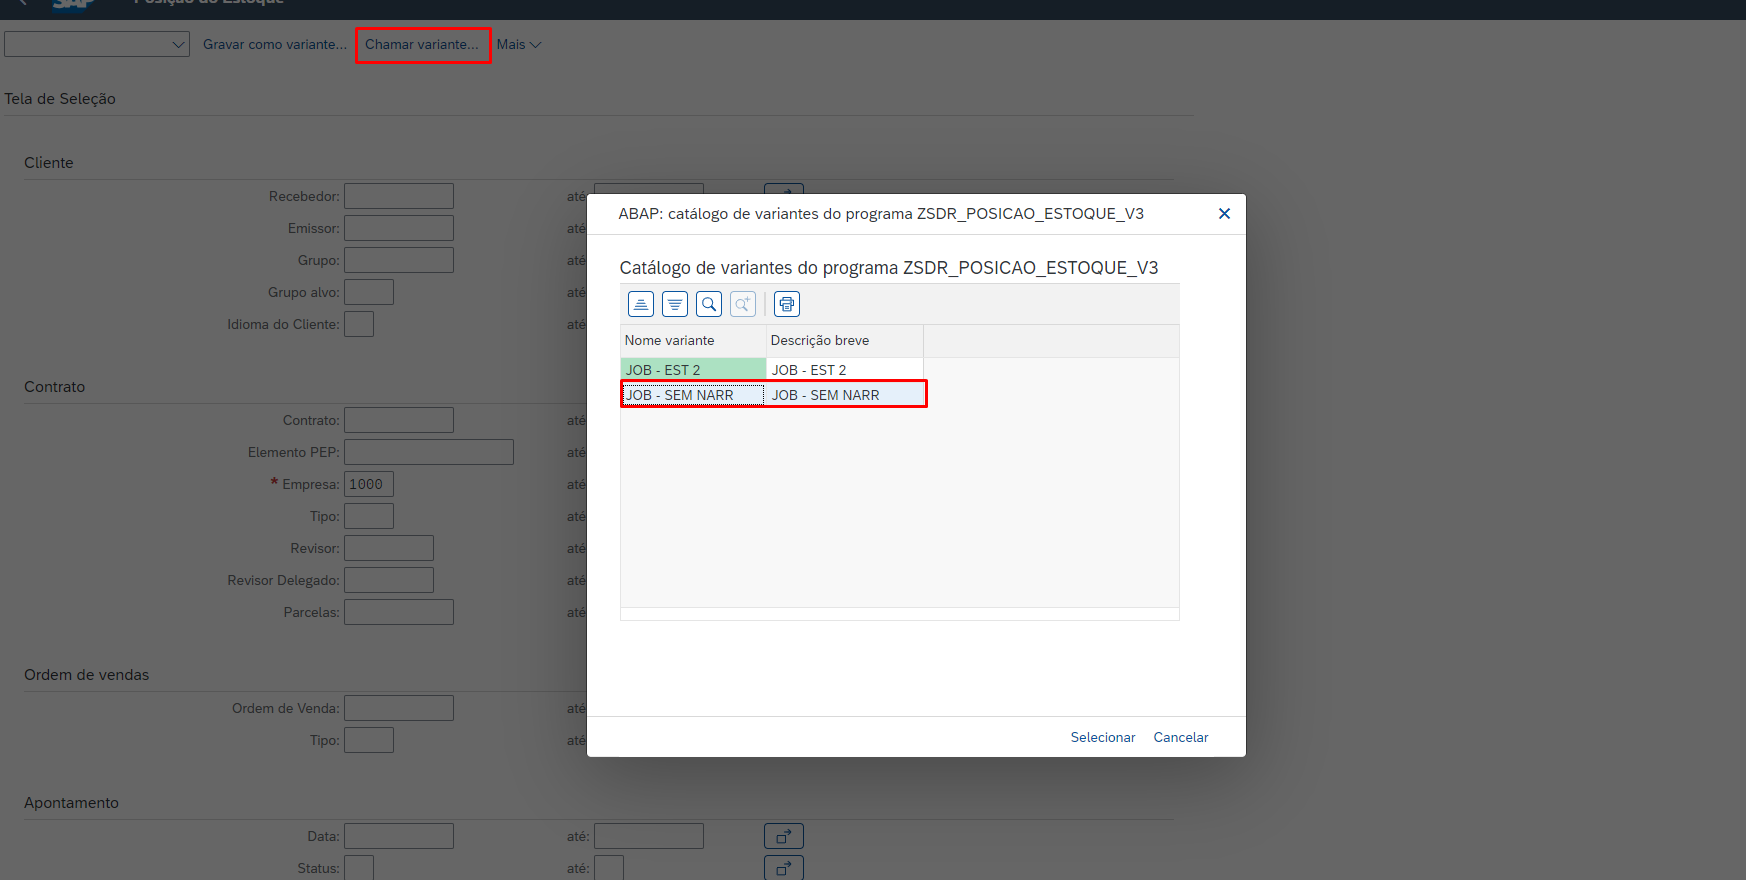 SAP Posição do Estoque
Gravar como variante... Chamar variante... Mais
Tela de Seleção
Cliente
Recebedor: até:
Emissor: até:
Grupo: até:
Grupo alvo: até:
Idioma do Cliente: até:
Contrato
Contrato: até:
Elemento PEP: até:
* Empresa: 1000 até:
Tipo: até:
Revisor: até:
Revisor Delegado: até:
Parcelas: até:
Ordem de vendas
Ordem de Venda: até:
Tipo: até:
Apontamento
Data: até:
Status: até:
ABAP: catálogo de variantes do programa ZSDR_POSICAO_ESTOQUE_V3
Catálogo de variantes do programa ZSDR_POSICAO_ESTOQUE_V3
Nome variante Descrição breve
JOB - EST 2 JOB - EST 2
JOB - SEM NARR JOB - SEM NARR
Selecionar Cancelar